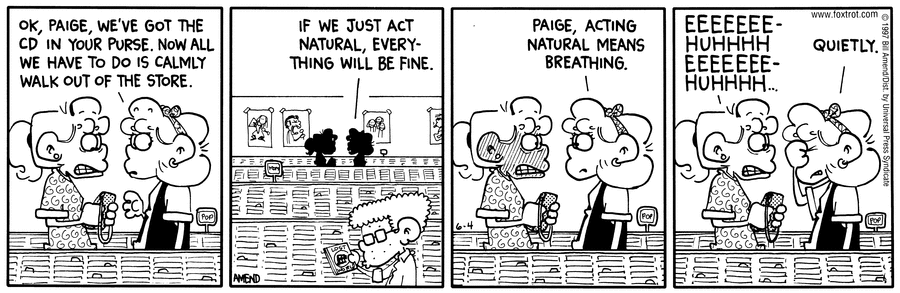 OK, PAIGE, WE'VE GOT THE
CD IN YOUR PURSE. NOW ALL
WE HAVE TO DO IS CALMLY
WALK OUT OF THE STORE.
POP
IF WE JUST ACT
NATURAL, EVERY-
THING WILL BE FINE.
POP
LOST
AMEND
PAIGE, ACTING
NATURAL MEANS
BREATHING.
POP
6-4
www.foxtrot.com
EEEEEEE-
HUHHHH
EEEEEEE-
HUHHHH...
QUIETLY.
POP
© 1997 Bill Amend/Dist. by Universal Press Syndicate